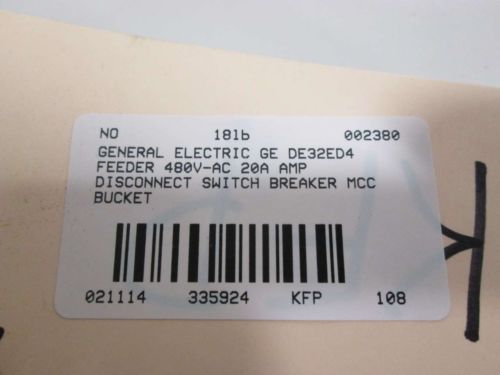 NO 181b 002380
GENERAL ELECTRIC GE DE32ED4
FEEDER 480V-AC 20A AMP
DISCONNECT SWITCH BREAKER MCC
BUCKET
021114 335924 KFP 108